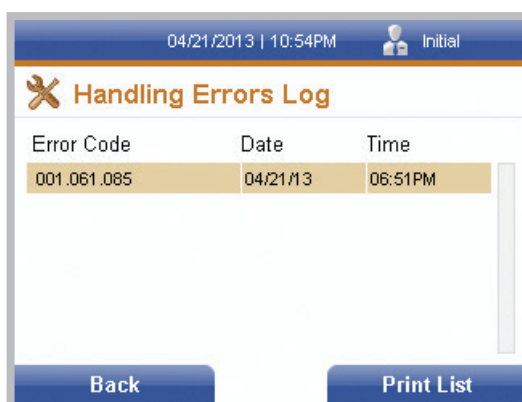 04/21/2013 | 10:54PM Initial
Handling Errors Log
Error Code Date Time
001.061.085 04/21/13 06:51PM
Back Print List